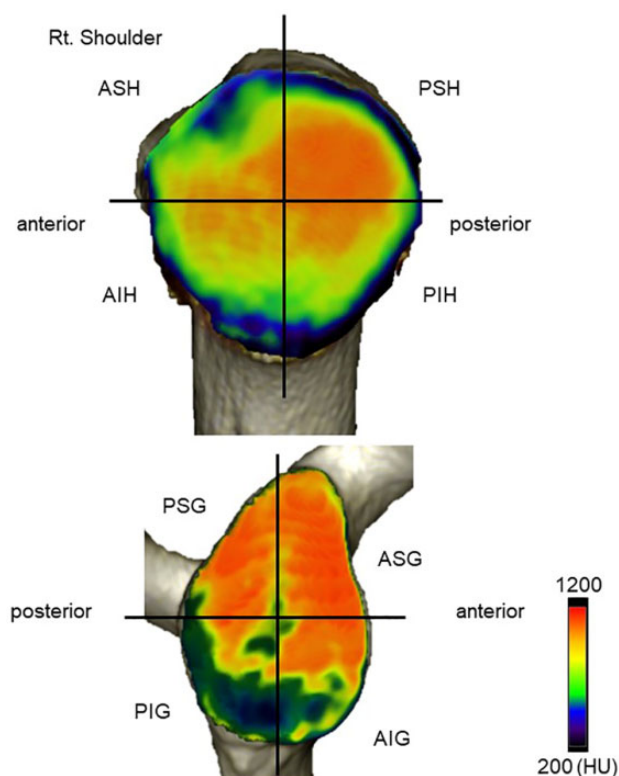 Rt. Shoulder
ASH
PSH
anterior
posterior
AIH
PIH
PSG
ASG
posterior
anterior
1200
PIG
AIG
200 (HU)